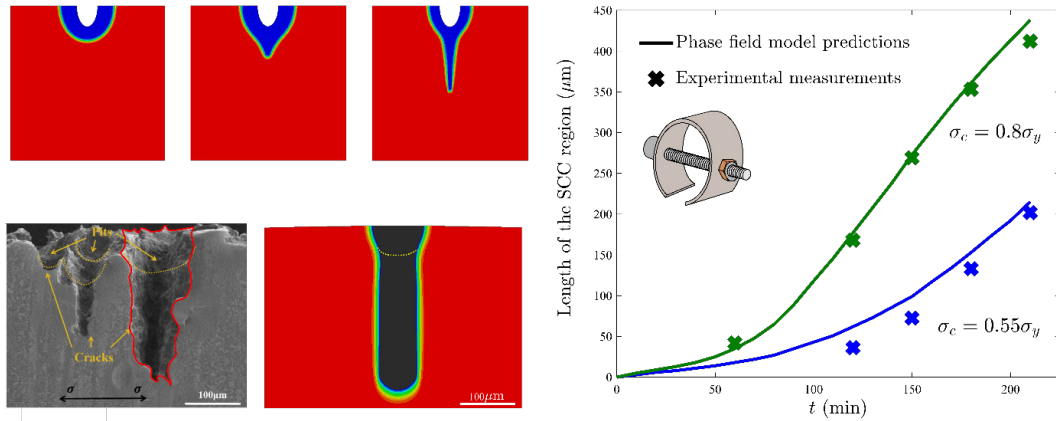 Pits
Cracks
σ
σ
100μm
100μm
Length of the SCC region (μm)
450
400
350
300
250
200
150
100
50
0
Phase field model predictions
Experimental measurements
σc = 0.8σy
σc = 0.55σy
0
50
100
150
200
t (min)